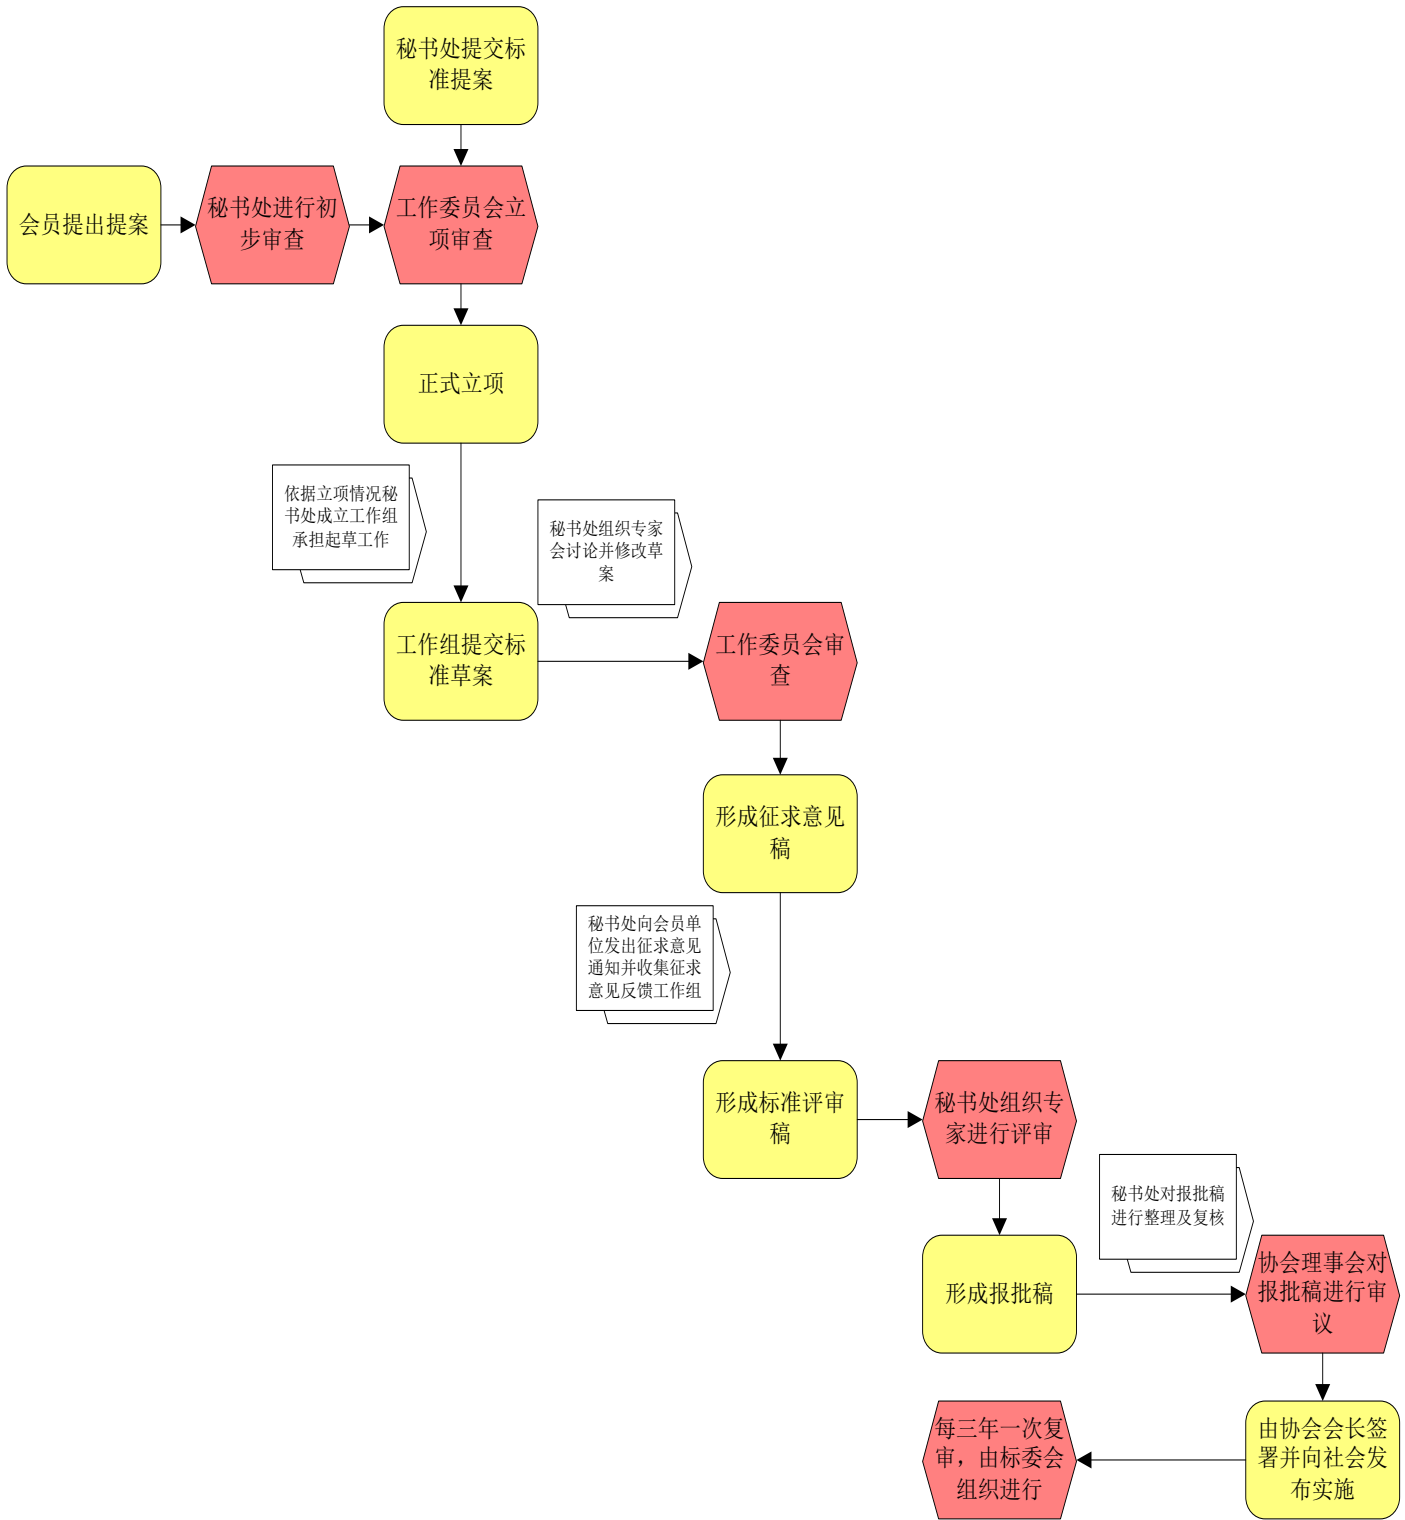 秘书处提交标
准提案
会员提出提案
秘书处进行初
步审查
工作委员会立
项审查
正式立项
依据立项情况秘
书处成立工作组
承担起草工作
秘书处组织专家
会讨论并修改草
案
工作组提交标
准草案
工作委员会审
查
形成征求意见
稿
秘书处向会员单
位发出征求意见
通知并收集征求
意见反馈工作组
形成标准评审
稿
秘书处组织专
家进行评审
秘书处对报批稿
进行整理及复核
形成报批稿
协会理事会对
报批稿进行审
议
由协会会长签
署并向社会发
布实施
每三年一次复
审，由标委会
组织进行